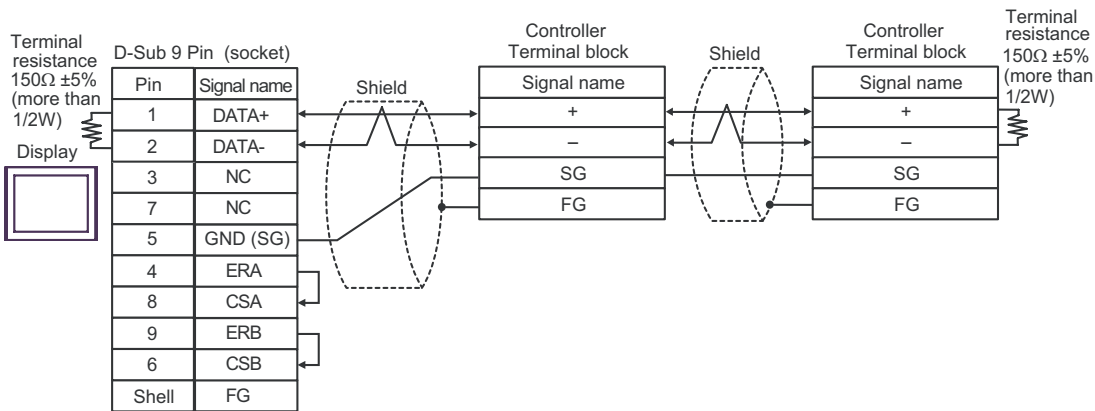 Terminal
resistance
150Ω ±5%
(more than
1/2W)
Display
D-Sub 9 Pin (socket)
Pin Signal name
1 DATA+
2 DATA-
3 NC
7 NC
5 GND (SG)
4 ERA
8 CSA
9 ERB
6 CSB
Shell FG
Shield
Controller
Terminal block
Signal name
+
–
SG
FG
Shield
Controller
Terminal block
Signal name
+
–
SG
FG
Terminal
resistance
150Ω ±5%
(more than
1/2W)